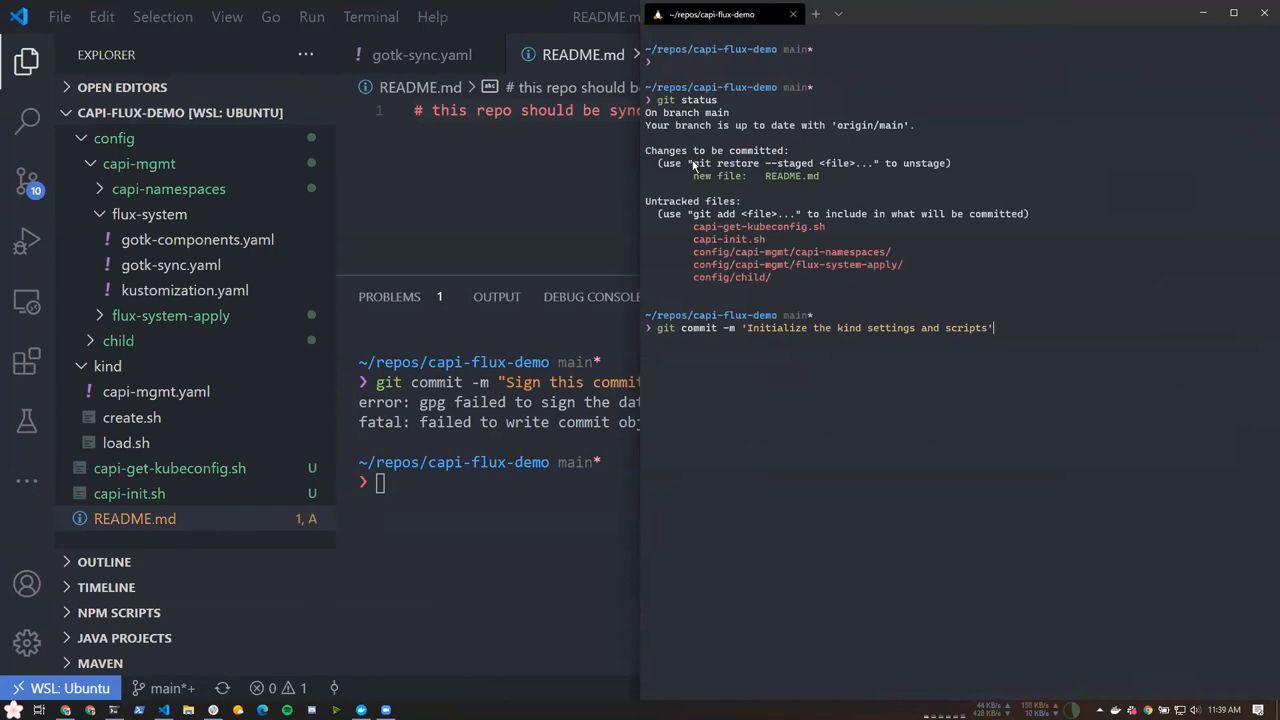 File Edit Selection View Go Run Terminal Help README.m
EXPLORER
OPEN EDITORS
CAPI-FLUX-DEMO [WSL: UBUNTU]
config
capi-mgmt
capi-namespaces
flux-system
gotk-components.yaml
gotk-sync.yaml
kustomization.yaml
flux-system-apply
child
kind
capi-mgmt.yaml
create.sh
load.sh
capi-get-kubeconfig.sh U
capi-init.sh U
README.md 1, A
OUTLINE
TIMELINE
NPM SCRIPTS
JAVA PROJECTS
MAVEN
10
gotk-sync.yaml README.md
README.md > # this repo should be
1 # this repo should be sync
PROBLEMS 1 OUTPUT DEBUG CONSOLE
~/repos/capi-flux-demo main*
❯ git commit -m "Sign this commit
error: gpg failed to sign the dat
fatal: failed to write commit obj
~/repos/capi-flux-demo main*
❯
WSL: Ubuntu main*+ 0 1
~/repos/capi-flux-demo
~/repos/capi-flux-demo main*
❯
~/repos/capi-flux-demo main*
❯ git status
On branch main
Your branch is up to date with 'origin/main'.
Changes to be committed:
(use "git restore --staged <file>..." to unstage)
new file: README.md
Untracked files:
(use "git add <file>..." to include in what will be committed)
capi-get-kubeconfig.sh
capi-init.sh
config/capi-mgmt/capi-namespaces/
config/capi-mgmt/flux-system-apply/
config/child/
~/repos/capi-flux-demo main*
❯ git commit -m 'Initialize the kind settings and scripts'
44 KB/s 158 KB/s
428 KB/s 10 KB/s
11:39 AM